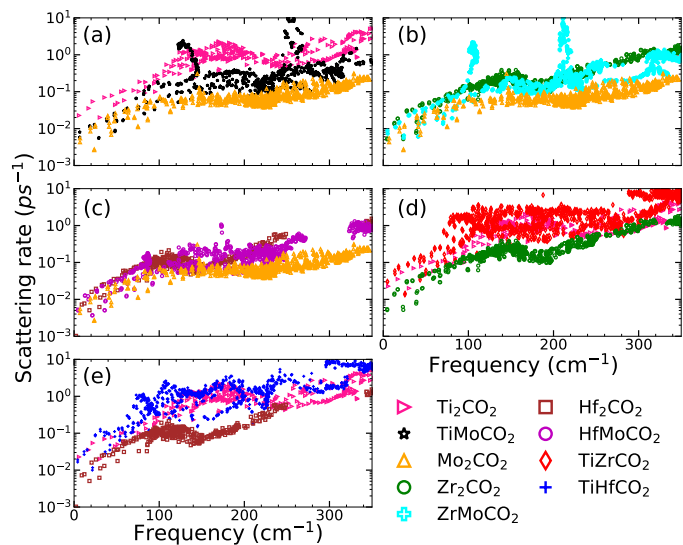 (a)
(b)
10¹
10⁰
10⁻¹
10⁻²
10⁻³
(c)
(d)
10¹
10⁰
10⁻¹
10⁻²
10⁻³
0 100 200 300
Frequency (cm⁻¹)
(e)
10¹
10⁰
10⁻¹
10⁻²
10⁻³
0 100 200 300
Frequency (cm⁻¹)
Scattering rate (ps⁻¹)
Ti₂CO₂
TiMoCO₂
Mo₂CO₂
Zr₂CO₂
ZrMoCO₂
Hf₂CO₂
HfMoCO₂
TiZrCO₂
TiHfCO₂